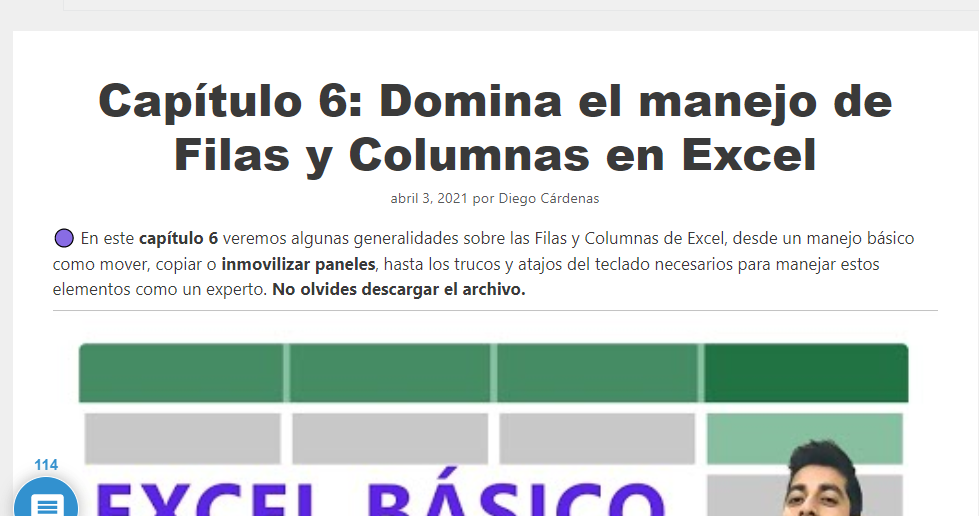 Capítulo 6: Domina el manejo de
Filas y Columnas en Excel
abril 3, 2021 por Diego Cárdenas
En este capítulo 6 veremos algunas generalidades sobre las Filas y Columnas de Excel, desde un manejo básico
como mover, copiar o inmovilizar paneles, hasta los trucos y atajos del teclado necesarios para manejar estos
elementos como un experto. No olvides descargar el archivo.
114
EXCEL BÁSICO